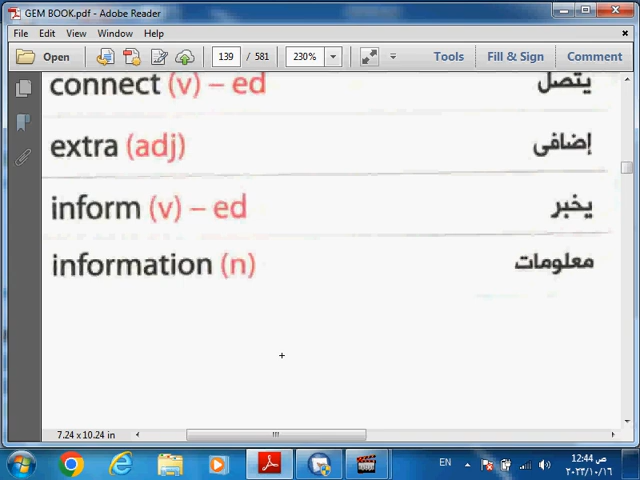 GEM BOOK.pdf - Adobe Reader
File Edit View Window Help
Open 139 / 581 230% Tools Fill & Sign Comment
connect (v) – ed يتصل
extra (adj) إضافى
inform (v) – ed يخبر
information (n) معلومات
7.24 x 10.24 in
EN 12:44 ص
٢٠٢٣/١٠/١٦